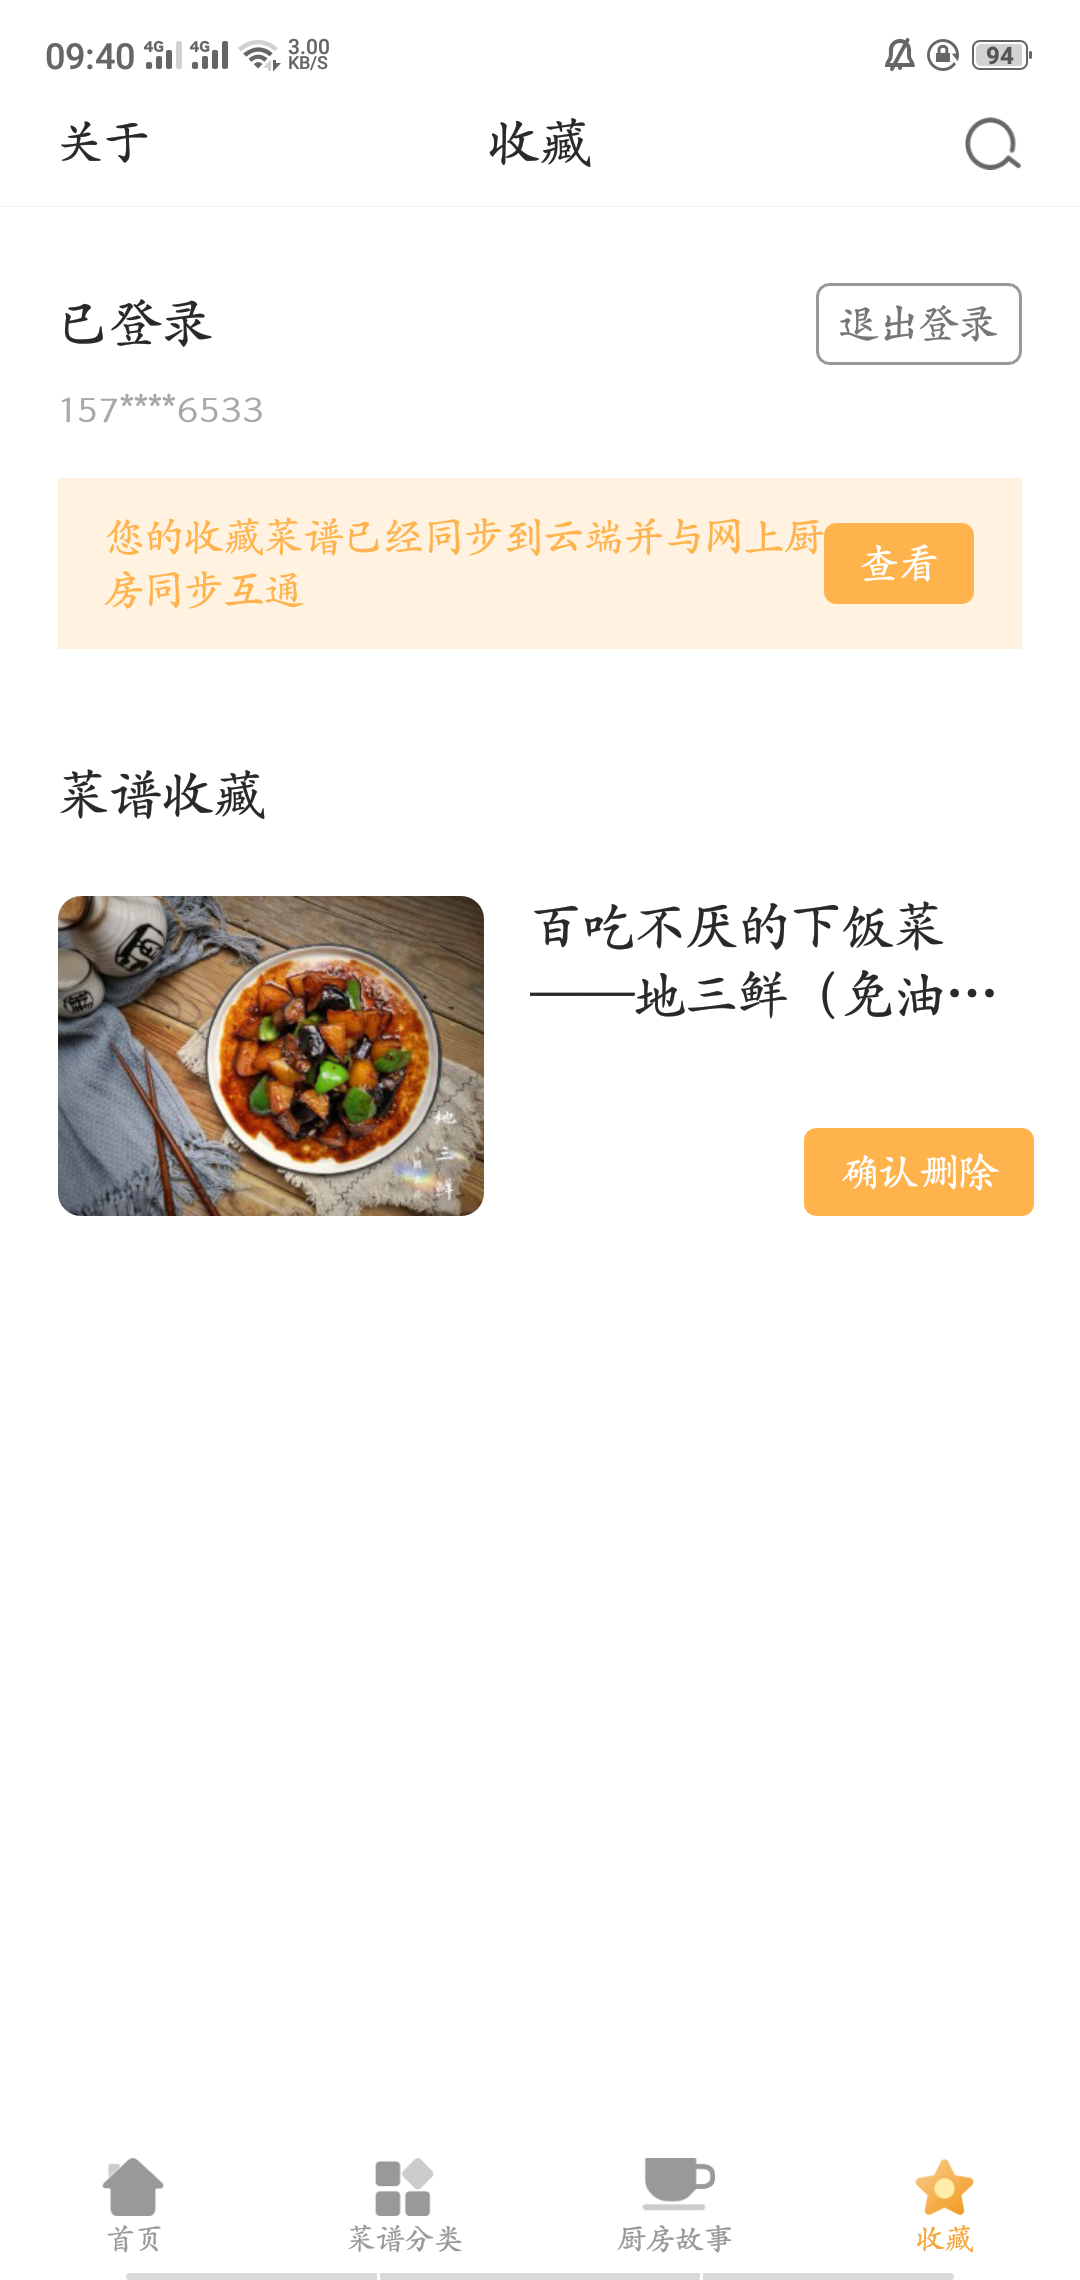 09:40 4G 4G 3.00 KB/S 94
关于 收藏
已登录 退出登录
157****6533
您的收藏菜谱已经同步到云端并与网上厨
房同步互通
查看
菜谱收藏
百吃不厌的下饭菜
——地三鲜（免油…
地三鲜
确认删除
首页 菜谱分类 厨房故事 收藏